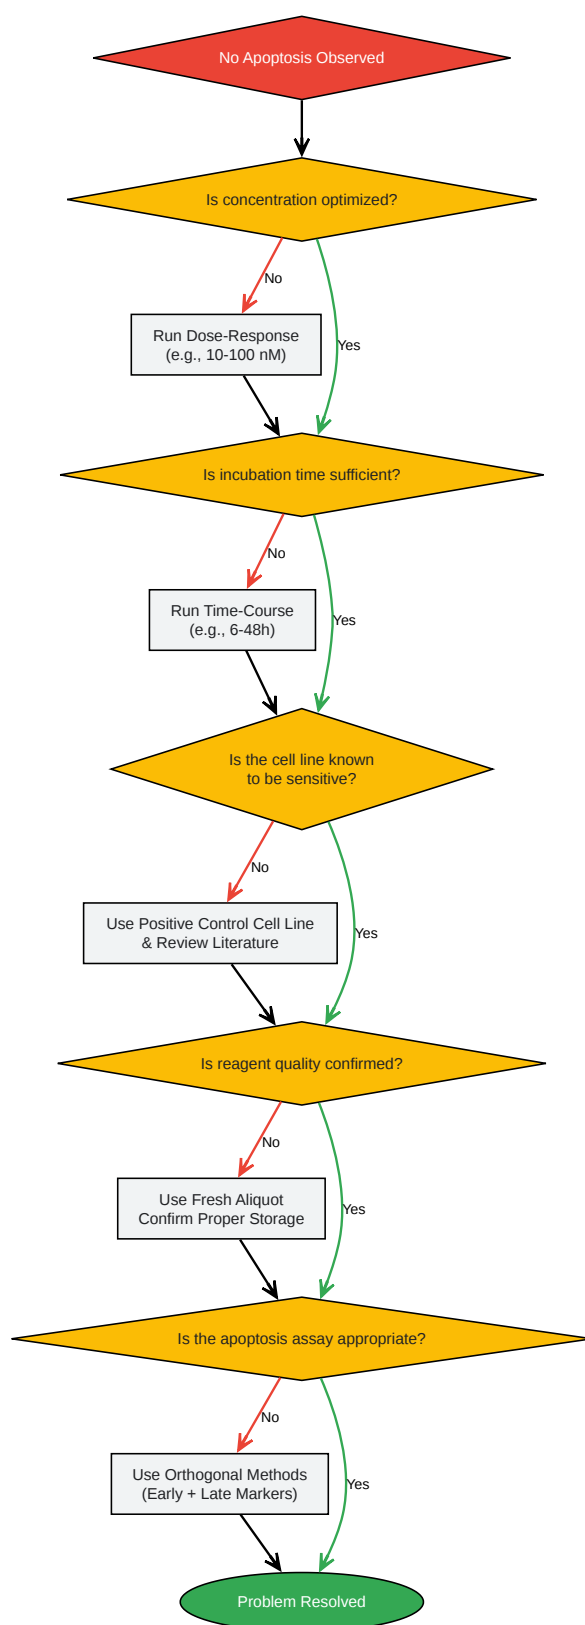 No Apoptosis Observed
Is concentration optimized?
No
Run Dose-Response
(e.g., 10-100 nM)
Yes
Is incubation time sufficient?
No
Run Time-Course
(e.g., 6-48h)
Yes
Is the cell line known
to be sensitive?
No
Use Positive Control Cell Line
& Review Literature
Yes
Is reagent quality confirmed?
No
Use Fresh Aliquot
Confirm Proper Storage
Yes
Is the apoptosis assay appropriate?
No
Use Orthogonal Methods
(Early + Late Markers)
Yes
Problem Resolved